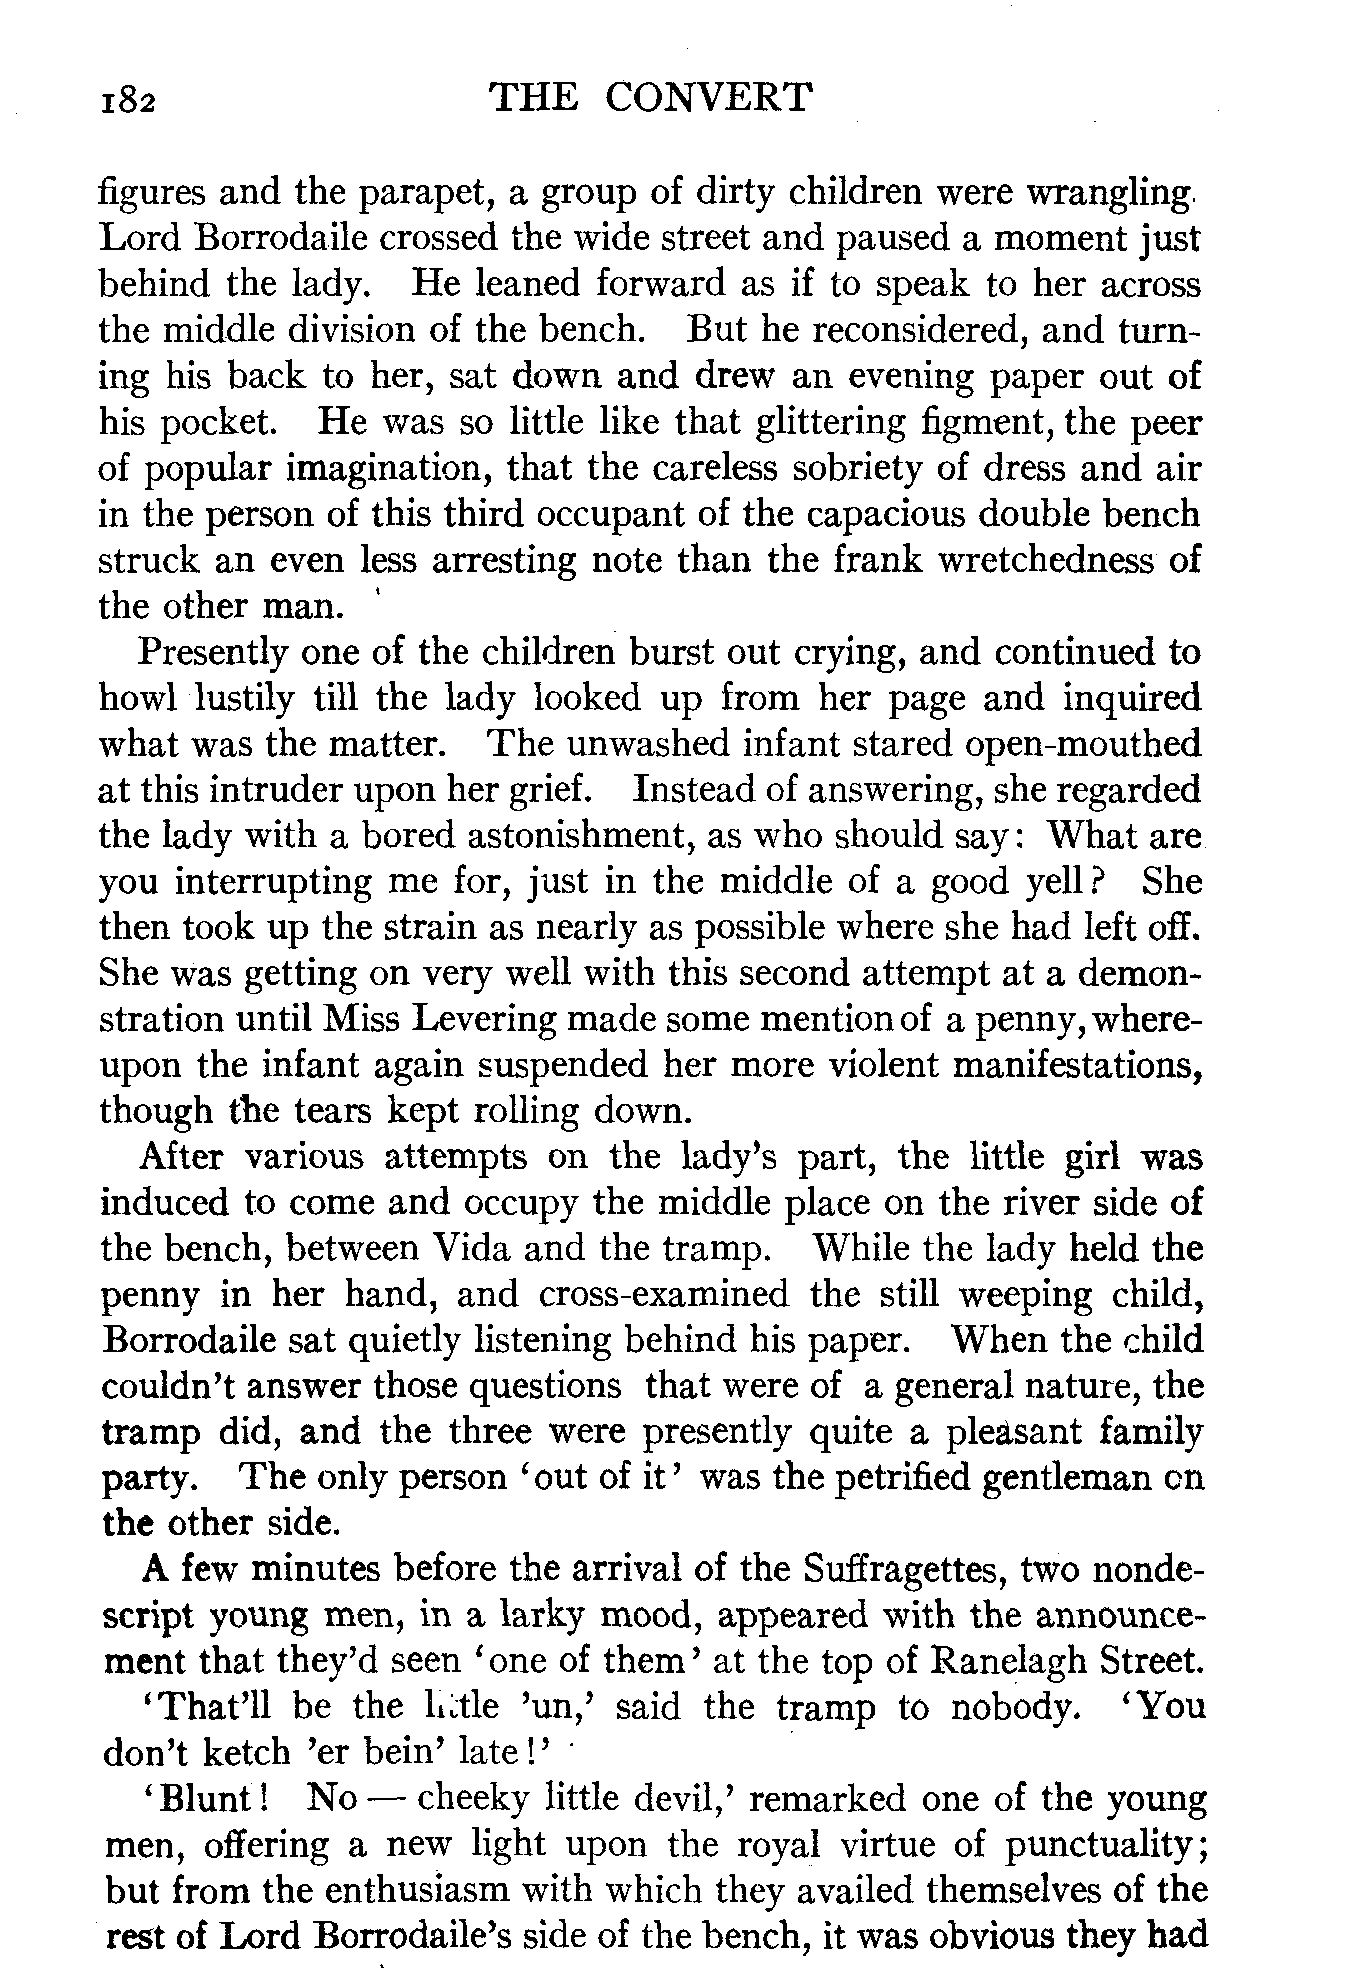 182 THE CONVERT
figures and the parapet, a group of dirty children were wrangling.
Lord Borrodaile crossed the wide street and paused a moment just
behind the lady. He leaned forward as if to speak to her across
the middle division of the bench. But he reconsidered, and turn-
ing his back to her, sat down and drew an evening paper out of
his pocket. He was so little like that glittering figment, the peer
of popular imagination, that the careless sobriety of dress and air
in the person of this third occupant of the capacious double bench
struck an even less arresting note than the frank wretchedness of
the other man.
Presently one of the children burst out crying, and continued to
howl lustily till the lady looked up from her page and inquired
what was the matter. The unwashed infant stared open-mouthed
at this intruder upon her grief. Instead of answering, she regarded
the lady with a bored astonishment, as who should say: What are
you interrupting me for, just in the middle of a good yell? She
then took up the strain as nearly as possible where she had left off.
She was getting on very well with this second attempt at a demon-
stration until Miss Levering made some mention of a penny, where-
upon the infant again suspended her more violent manifestations,
though the tears kept rolling down.
After various attempts on the lady's part, the little girl was
induced to come and occupy the middle place on the river side of
the bench, between Vida and the tramp. While the lady held the
penny in her hand, and cross-examined the still weeping child,
Borrodaile sat quietly listening behind his paper. When the child
couldn't answer those questions that were of a general nature, the
tramp did, and the three were presently quite a pleasant family
party. The only person 'out of it' was the petrified gentleman on
the other side.
A few minutes before the arrival of the Suffragettes, two nonde-
script young men, in a larky mood, appeared with the announce-
ment that they'd seen 'one of them' at the top of Ranelagh Street.
'That'll be the little 'un,' said the tramp to nobody. 'You
don't ketch 'er bein' late!'
'Blunt! No — cheeky little devil,' remarked one of the young
men, offering a new light upon the royal virtue of punctuality;
but from the enthusiasm with which they availed themselves of the
rest of Lord Borrodaile's side of the bench, it was obvious they had